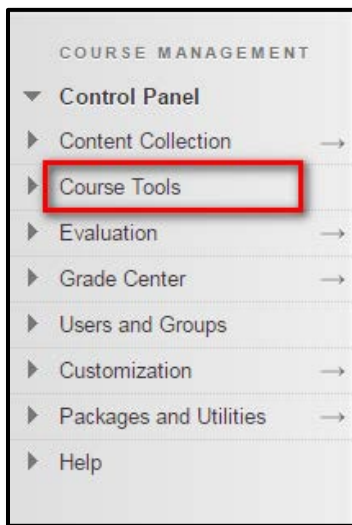 COURSE MANAGEMENT
Control Panel
Content Collection
Course Tools
Evaluation
Grade Center
Users and Groups
Customization
Packages and Utilities
Help